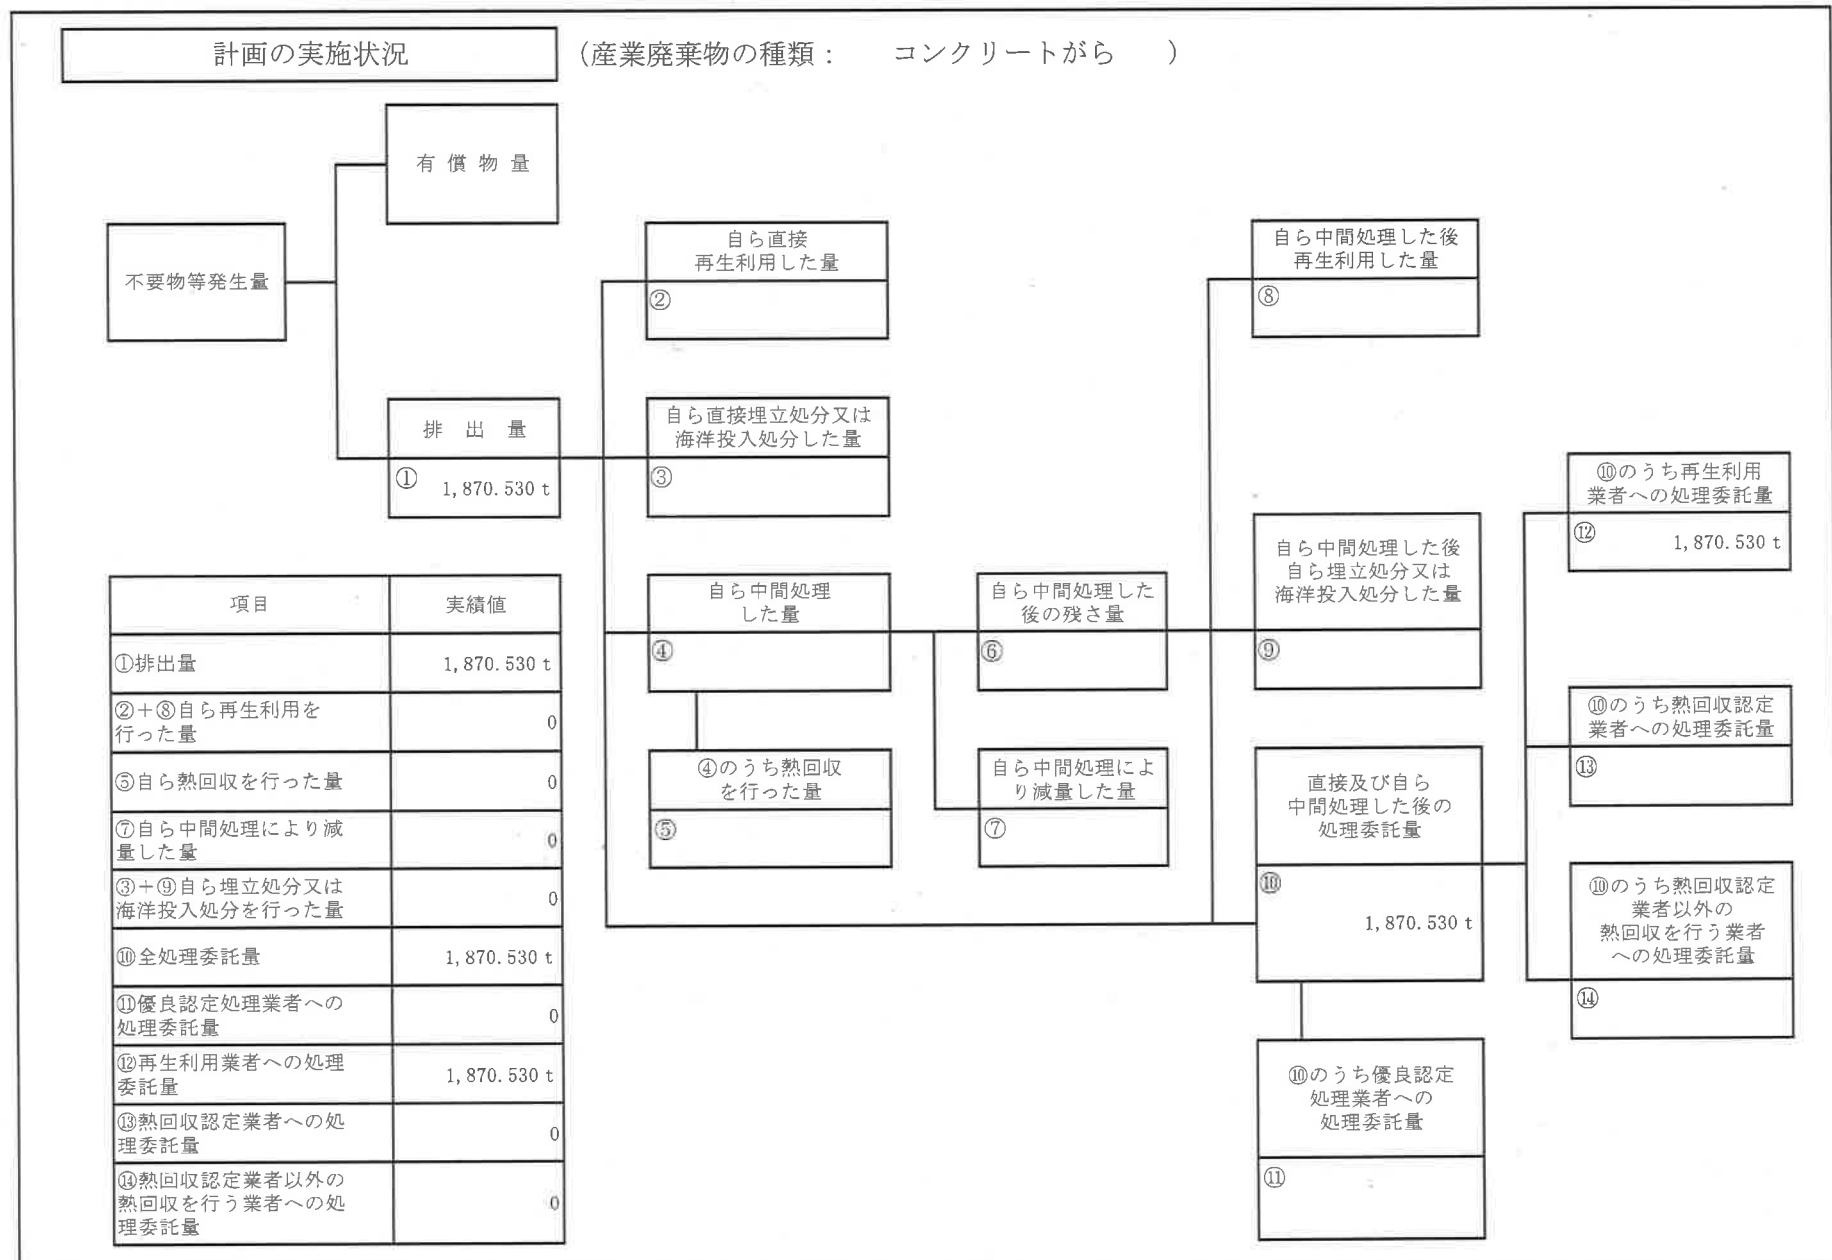 計画の実施状況
（産業廃棄物の種類： コンクリートがら ）
有償物量
不要物等発生量
排出量
① 1,870.530 t
自ら直接
再生利用した量
②
自ら直接埋立処分又は
海洋投入処分した量
③
自ら中間処理
した量
④
④のうち熱回収
を行った量
⑤
自ら中間処理した
後の残さ量
⑥
自ら中間処理によ
り減量した量
⑦
自ら中間処理した後
再生利用した量
⑧
自ら中間処理した後
自ら埋立処分又は
海洋投入処分した量
⑨
直接及び自ら
中間処理した後の
処理委託量
⑩
1,870.530 t
⑩のうち優良認定
処理業者への
処理委託量
⑪
⑩のうち再生利用
業者への処理委託量
⑫ 1,870.530 t
⑩のうち熱回収認定
業者への処理委託量
⑬
⑩のうち熱回収認定
業者以外の
熱回収を行う業者
への処理委託量
⑭
項目 実績値
①排出量 1,870.530 t
②＋⑧自ら再生利用を
行った量 0
⑤自ら熱回収を行った量 0
⑦自ら中間処理により減
量した量 0
③＋⑨自ら埋立処分又は
海洋投入処分を行った量 0
⑩全処理委託量 1,870.530 t
⑪優良認定処理業者への
処理委託量 0
⑫再生利用業者への処理
委託量 1,870.530 t
⑬熱回収認定業者への処
理委託量 0
⑭熱回収認定業者以外の
熱回収を行う業者への処
理委託量 0